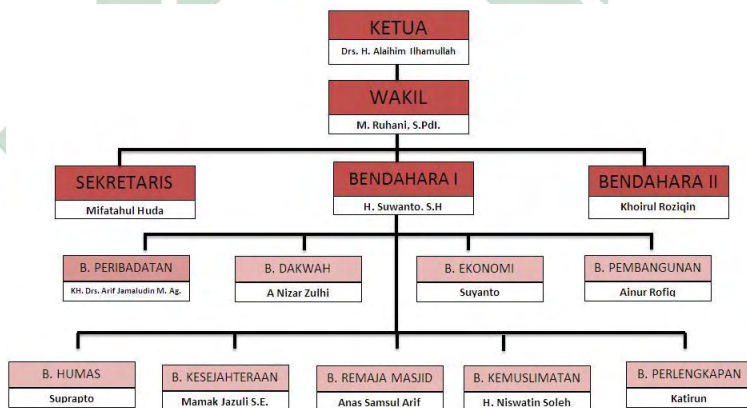 KETUA
Drs. H. Alaihim Ilhamullah
WAKIL
M. Ruhani, S.PdI.
SEKRETARIS
Mifatahul Huda
BENDAHARA I
H. Suwanto. S.H
BENDAHARA II
Khoirul Roziqin
B. PERIBADATAN
KH. Drs. Arif Jamaludin M. Ag.
B. DAKWAH
A Nizar Zulhi
B. EKONOMI
Suyanto
B. PEMBANGUNAN
Ainur Rofiq
B. HUMAS
Suprapto
B. KESEJAHTERAAN
Mamak Jazuli S.E.
B. REMAJA MASJID
Anas Samsul Arif
B. KEMUSLIMATAN
H. Niswatin Soleh
B. PERLENGKAPAN
Katirun